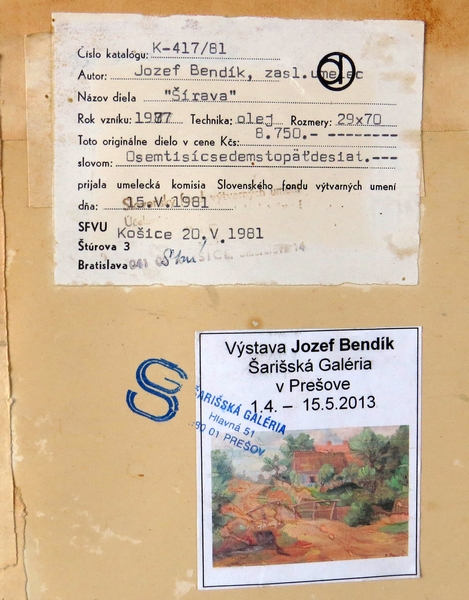 Číslo katalógu: K-417/81
Autor: Jozef Bendík, zasl.umelec
Názov diela "Šírava"
Rok vzniku: 1977 Technika: olej Rozmery: 29x70
Toto originálne dielo v cene Kčs: 8.750.- --------
slovom: Osemtisícsedemstopäťdesiat.---
prijala umelecká komisia Slovenského fondu výtvarných umení
dňa: 15.V.1981
SFVU Košice 20.V.1981
Štúrova 3
Bratislava
Výstava Jozef Bendík
Šarišská Galéria
v Prešove
1.4. – 15.5.2013
ŠARIŠSKÁ GALÉRIA
Hlavná 51
080 01 PREŠOV